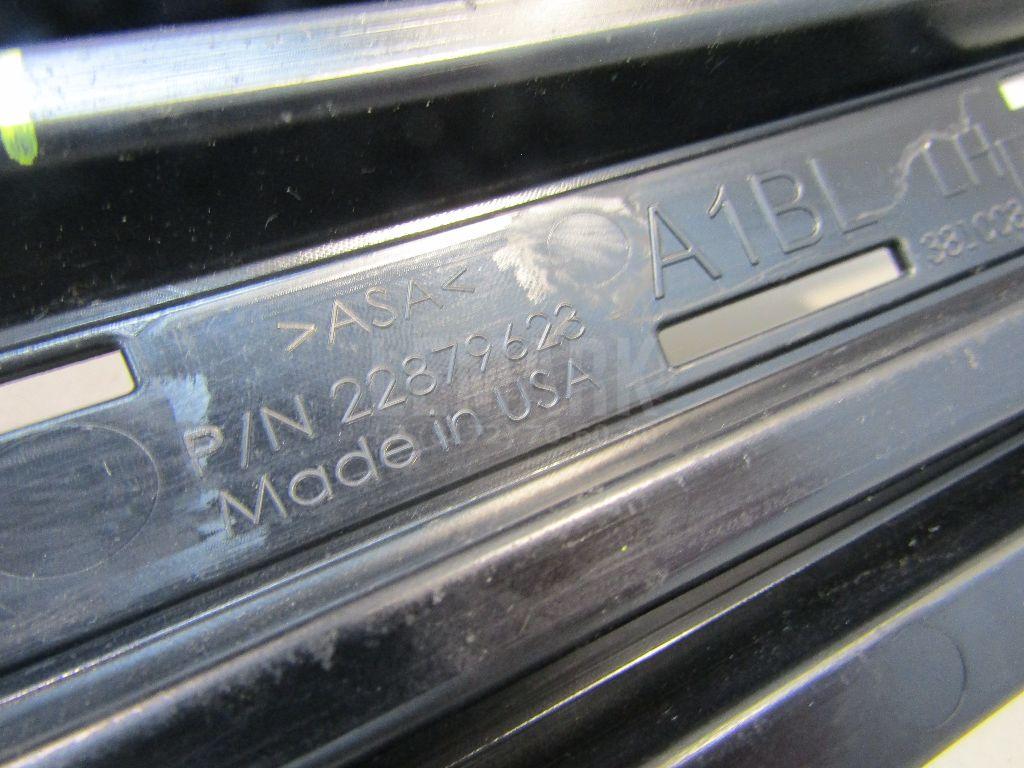 >ASA<
P/N 22879623
Made in USA
A1BL LH